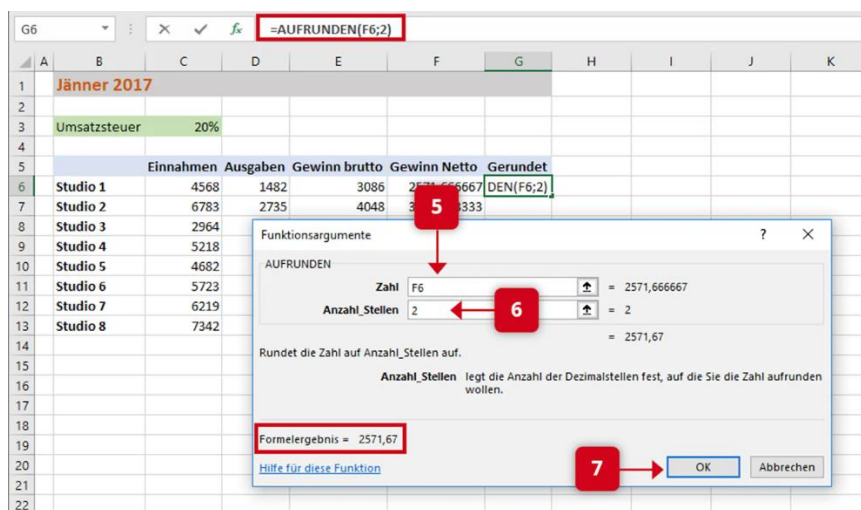 G6 fx =AUFRUNDEN(F6;2)
A B C D E F G H I J K
1 Jänner 2017
2
3 Umsatzsteuer 20%
4
5 Einnahmen Ausgaben Gewinn brutto Gewinn Netto Gerundet
6 Studio 1 4568 1482 3086 DEN(F6;2)
7 Studio 2 6783 2735 4048
5
8 Studio 3 2964
9 Studio 4 5218
10 Studio 5 4682
11 Studio 6 5723
12 Studio 7 6219
13 Studio 8 7342
14
15
16
17
18
19
20
21
22
Funktionsargumente ? ×
AUFRUNDEN
Zahl F6 = 2571,666667
Anzahl_Stellen 2 6 = 2
= 2571,67
Rundet die Zahl auf Anzahl_Stellen auf.
Anzahl_Stellen legt die Anzahl der Dezimalstellen fest, auf die Sie die Zahl aufrunden
wollen.
Formelergebnis = 2571,67
Hilfe für diese Funktion 7 OK Abbrechen